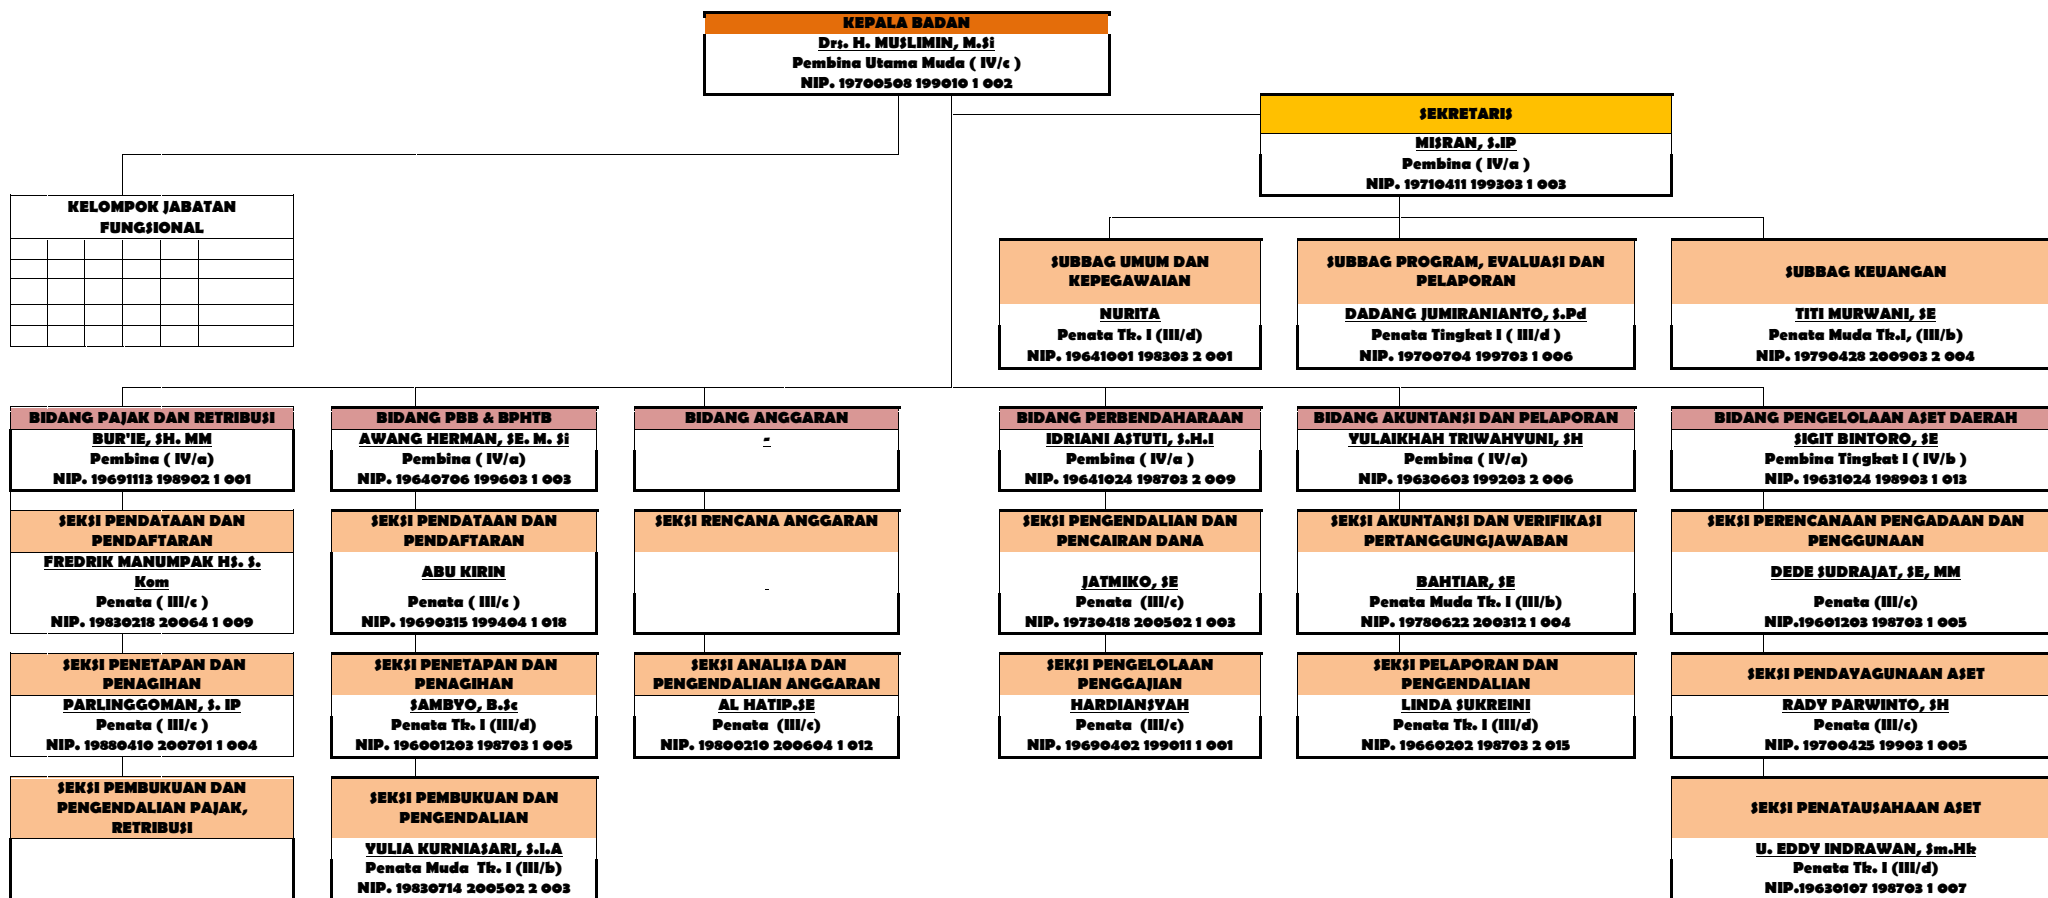 KEPALA BADAN
Drs. H. MUSLIMIN, M.Si
Pembina Utama Muda ( IV/c )
NIP. 19700508 199010 1 002
SEKRETARIS
MISRAN, S.IP
Pembina ( IV/a )
NIP. 19710411 199303 1 003
KELOMPOK JABATAN
FUNGSIONAL
SUBBAG UMUM DAN
KEPEGAWAIAN
NURITA
Penata Tk. I (III/d)
NIP. 19641001 198303 2 001
SUBBAG PROGRAM, EVALUASI DAN
PELAPORAN
DADANG JUMIRANIANTO, S.Pd
Penata Tingkat I ( III/d )
NIP. 19700704 199703 1 006
SUBBAG KEUANGAN
TITI MURWANI, SE
Penata Muda Tk.I, (III/b)
NIP. 19790428 200903 2 004
BIDANG PAJAK DAN RETRIBUSI
BUR'IE, SH. MM
Pembina ( IV/a)
NIP. 19691113 198902 1 001
SEKSI PENDATAAN DAN
PENDAFTARAN
FREDRIK MANUMPAK HS. S.
Kom
Penata ( III/c )
NIP. 19830218 20064 1 009
SEKSI PENETAPAN DAN
PENAGIHAN
PARLINGGOMAN, S. IP
Penata ( III/c )
NIP. 19880410 200701 1 004
SEKSI PEMBUKUAN DAN
PENGENDALIAN PAJAK,
RETRIBUSI
BIDANG PBB & BPHTB
AWANG HERMAN, SE. M. Si
Pembina ( IV/a)
NIP. 19640706 199603 1 003
SEKSI PENDATAAN DAN
PENDAFTARAN
ABU KIRIN
Penata ( III/c )
NIP. 19690315 199404 1 018
SEKSI PENETAPAN DAN
PENAGIHAN
SAMBYO, B.Sc
Penata Tk. I (III/d)
NIP. 196001203 198703 1 005
SEKSI PEMBUKUAN DAN
PENGENDALIAN
YULIA KURNIASARI, S.I.A
Penata Muda  Tk. I (III/b)
NIP. 19830714 200502 2 003
BIDANG ANGGARAN
-
SEKSI RENCANA ANGGARAN
-
SEKSI ANALISA DAN
PENGENDALIAN ANGGARAN
AL HATIP.SE
Penata  (III/c)
NIP. 19800210 200604 1 012
BIDANG PERBENDAHARAAN
IDRIANI ASTUTI, S.H.I
Pembina ( IV/a )
NIP. 19641024 198703 2 009
SEKSI PENGENDALIAN DAN
PENCAIRAN DANA
JATMIKO, SE
Penata  (III/c)
NIP. 19730418 200502 1 003
SEKSI PENGELOLAAN
PENGGAJIAN
HARDIANSYAH
Penata  (III/c)
NIP. 19690402 199011 1 001
BIDANG AKUNTANSI DAN PELAPORAN
YULAIKHAH TRIWAHYUNI, SH
Pembina ( IV/a)
NIP. 19630603 199203 2 006
SEKSI AKUNTANSI DAN VERIFIKASI
PERTANGGUNGJAWABAN
BAHTIAR, SE
Penata Muda Tk. I (III/b)
NIP. 19780622 200312 1 004
SEKSI PELAPORAN DAN
PENGENDALIAN
LINDA SUKREINI
Penata Tk. I (III/d)
NIP. 19660202 198703 2 015
BIDANG PENGELOLAAN ASET DAERAH
SIGIT BINTORO, SE
Pembina Tingkat I ( IV/b )
NIP. 19631024 198903 1 013
SEKSI PERENCANAAN PENGADAAN DAN
PENGGUNAAN
DEDE SUDRAJAT, SE, MM
Penata (III/c)
NIP.19601203 198703 1 005
SEKSI PENDAYAGUNAAN ASET
RADY PARWINTO, SH
Penata (III/c)
NIP.19700425 19903 1 005
SEKSI PENATAUSAHAAN ASET
U. EDDY INDRAWAN, Sm.Hk
Penata Tk. I (III/d)
NIP.19630107 198703 1 007